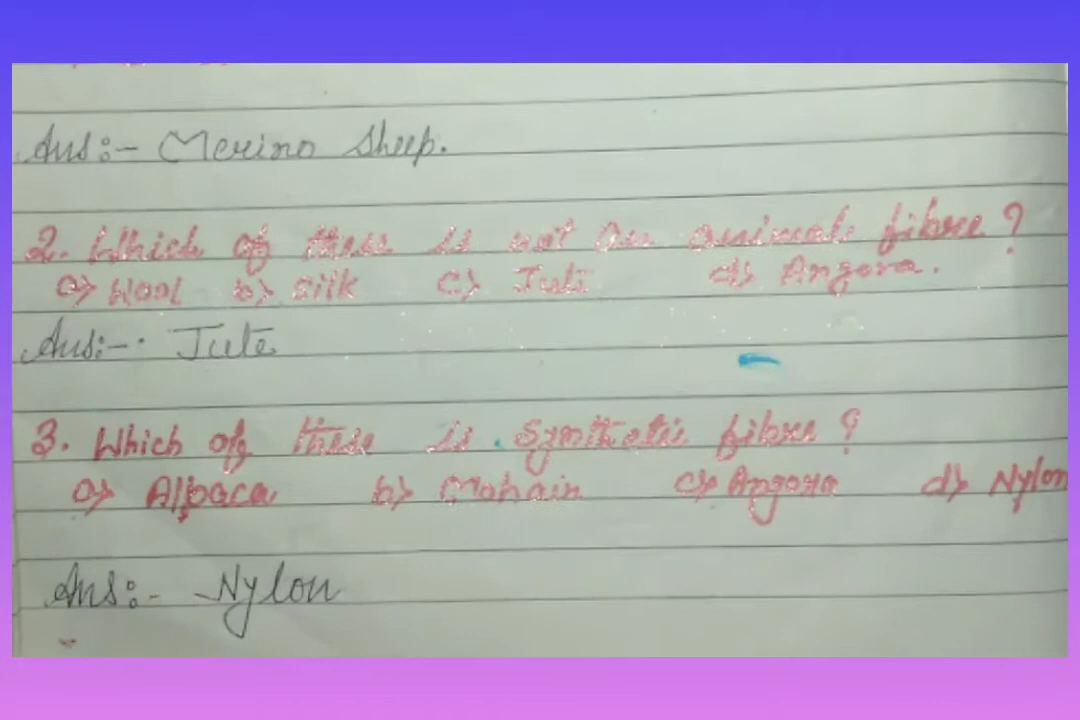 Ans:- Merino Sheep.
2. Which of these is not an animal fibre ?
a) Wool b) Silk c) Jute d) Angora.
Ans:-. Jute
3. Which of these is synthetic fibre ?
a) Alpaca b) Mohair c) Angora d) Nylon
Ans:- Nylon